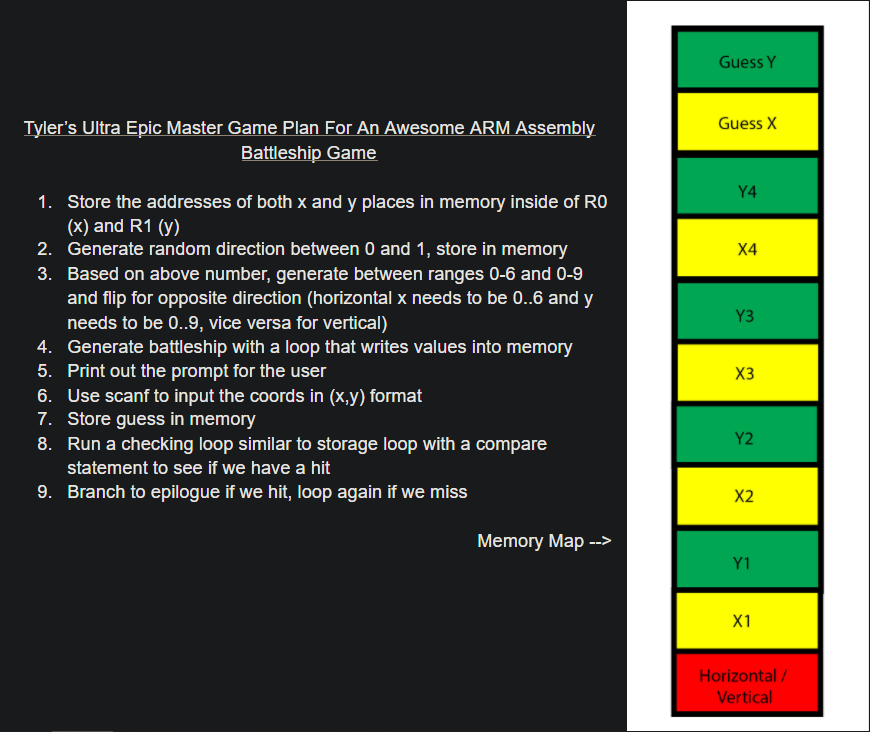 Tyler's Ultra Epic Master Game Plan For An Awesome ARM Assembly
Battleship Game
1. Store the addresses of both x and y places in memory inside of R0
(x) and R1 (y)
2. Generate random direction between 0 and 1, store in memory
3. Based on above number, generate between ranges 0-6 and 0-9
and flip for opposite direction (horizontal x needs to be 0..6 and y
needs to be 0..9, vice versa for vertical)
4. Generate battleship with a loop that writes values into memory
5. Print out the prompt for the user
6. Use scanf to input the coords in (x,y) format
7. Store guess in memory
8. Run a checking loop similar to storage loop with a compare
statement to see if we have a hit
9. Branch to epilogue if we hit, loop again if we miss
Memory Map -->
Guess Y
Guess X
Y4
X4
Y3
X3
Y2
X2
Y1
X1
Horizontal /
Vertical